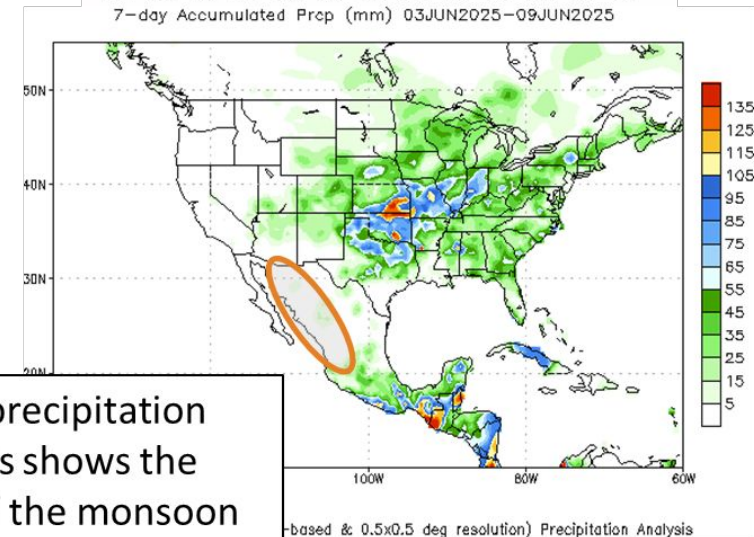 7-day Accumulated Prcp (mm) 03JUN2025-09JUN2025
50N
40N
30N
20N
100W
80W
60W
135
125
115
105
95
85
75
65
55
45
35
25
15
5
precipitation
shows the
the monsoon
-based & 0.5x0.5 deg resolution) Precipitation Analysis